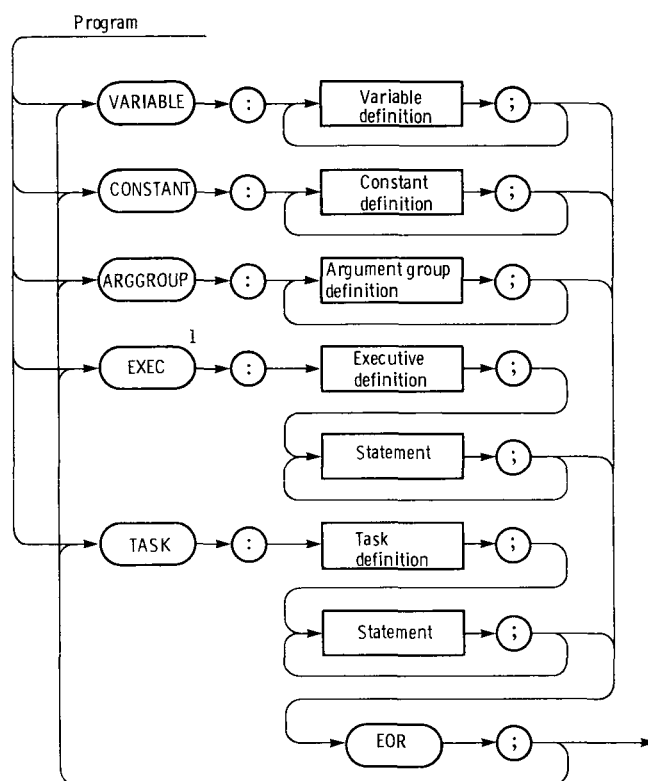 Program
VARIABLE : Variable definition ;
CONSTANT : Constant definition ;
ARGGROUP : Argument group definition ;
EXEC 1 : Executive definition ;
Statement ;
TASK : Task definition ;
Statement ;
EOR ;